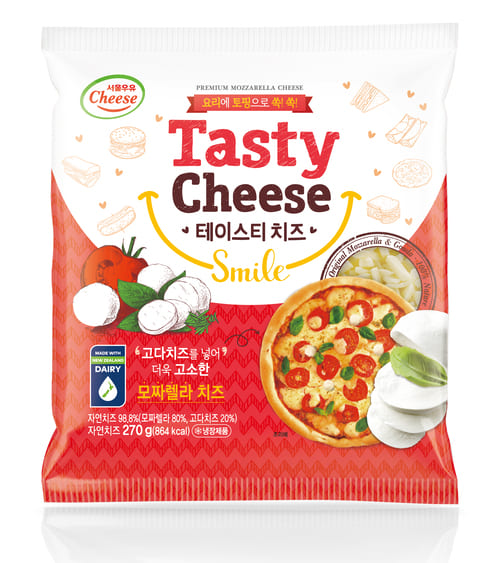 서울우유
Cheese
PREMIUM MOZZARELLA CHEESE
요리에 토핑으로 쏙! 쏙!
Tasty
Cheese
테이스티 치즈
Smile
Original Mozzarella & Gouda 100% Natural
MADE WITH
NEW ZEALAND
DAIRY
“고다치즈를 넣어”
더욱 고소한
모짜렐라 치즈
자연치즈 98.8%(모짜렐라 80%, 고다치즈 20%)
자연치즈 270 g(864 kcal) 냉장제품